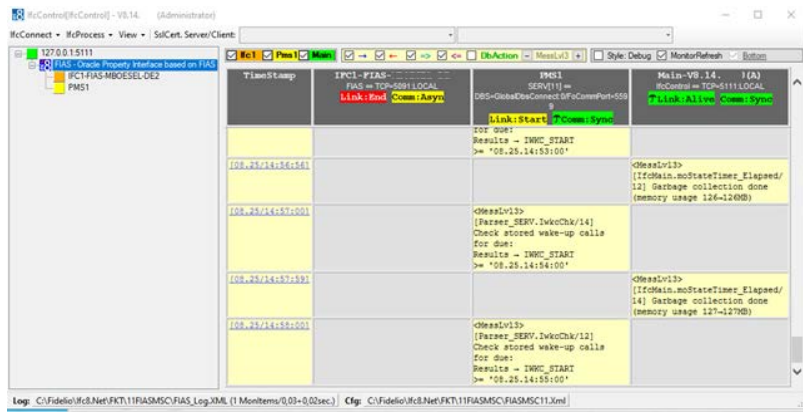 IfcControl[IfcControl] - V8.14. (Administrator)
IfcConnect IfcProcess View SslCert. Server/Client:
127.0.0.1:5111
FIAS - Oracle Property Interface based on FIAS
IFC1-FIAS-MBOESEL-DE2
PMS1
Ifc1 Pms1 Main → ← => <= DbAction - MessLvl3 + Style: Debug MonitorRefresh Bottom
TimeStamp
IFC1-FIAS-
FIAS == TCP=5091:LOCAL
Link:End Comm:Asyn
PMS1
SERV[11] ==
DBS=GlobalDbsConnect:0/FoCommPort=559
9
Link:Start Comm:Sync
Main-V8.14. )(A)
IfcControl == TCP=5111:LOCAL
Link:Alive Comm:Sync
for due:
Results → IWKC_START
>= '08.25.14:53:00'
[08.25/14:56:56]
<MessLvl3>
[IfcMain.moStateTimer_Elapsed/
12] Garbage collection done
(memory usage 126→126MB)
[08.25/14:57:00]
<MessLvl3>
[Parser_SERV.IwkcChk/14]
Check stored wake-up calls
for due:
Results → IWKC_START
>= '08.25.14:54:00'
[08.25/14:57:59]
<MessLvl3>
[IfcMain.moStateTimer_Elapsed/
14] Garbage collection done
(memory usage 127→127MB)
[08.25/14:58:00]
<MessLvl3>
[Parser_SERV.IwkcChk/12]
Check stored wake-up calls
for due:
Results → IWKC_START
>= '08.25.14:55:00'
Log: C:\Fidelio\Ifc8.Net\FKT\11FIASMSC\FIAS_Log.XML (1 MonItems/0,03+0,02sec.) Cfg: C:\Fidelio\Ifc8.Net\FKT\11FIASMSC\FIASMSC11.Xml